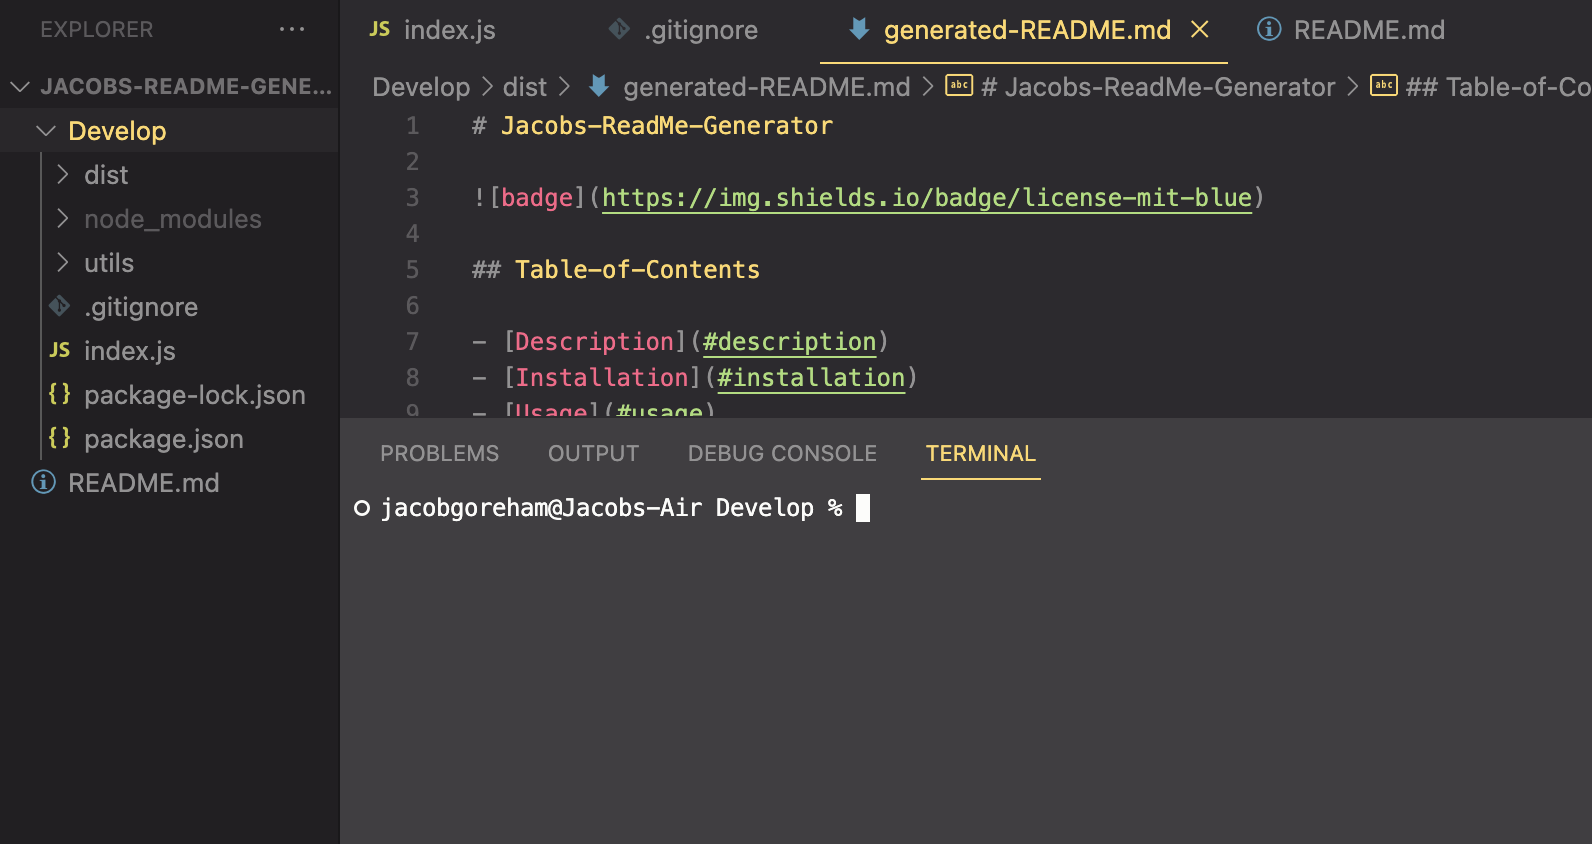 EXPLORER ···
JACOBS-README-GENE...
Develop
dist
node_modules
utils
.gitignore
JS index.js
{} package-lock.json
{} package.json
README.md
JS index.js .gitignore generated-README.md README.md
Develop > dist > generated-README.md > abc # Jacobs-ReadMe-Generator > abc ## Table-of-Co
1 # Jacobs-ReadMe-Generator
2
3 ![badge](https://img.shields.io/badge/license-mit-blue)
4
5 ## Table-of-Contents
6
7 - [Description](#description)
8 - [Installation](#installation)
9 - [Usage](#usage)
PROBLEMS OUTPUT DEBUG CONSOLE TERMINAL
jacobgoreham@Jacobs-Air Develop %